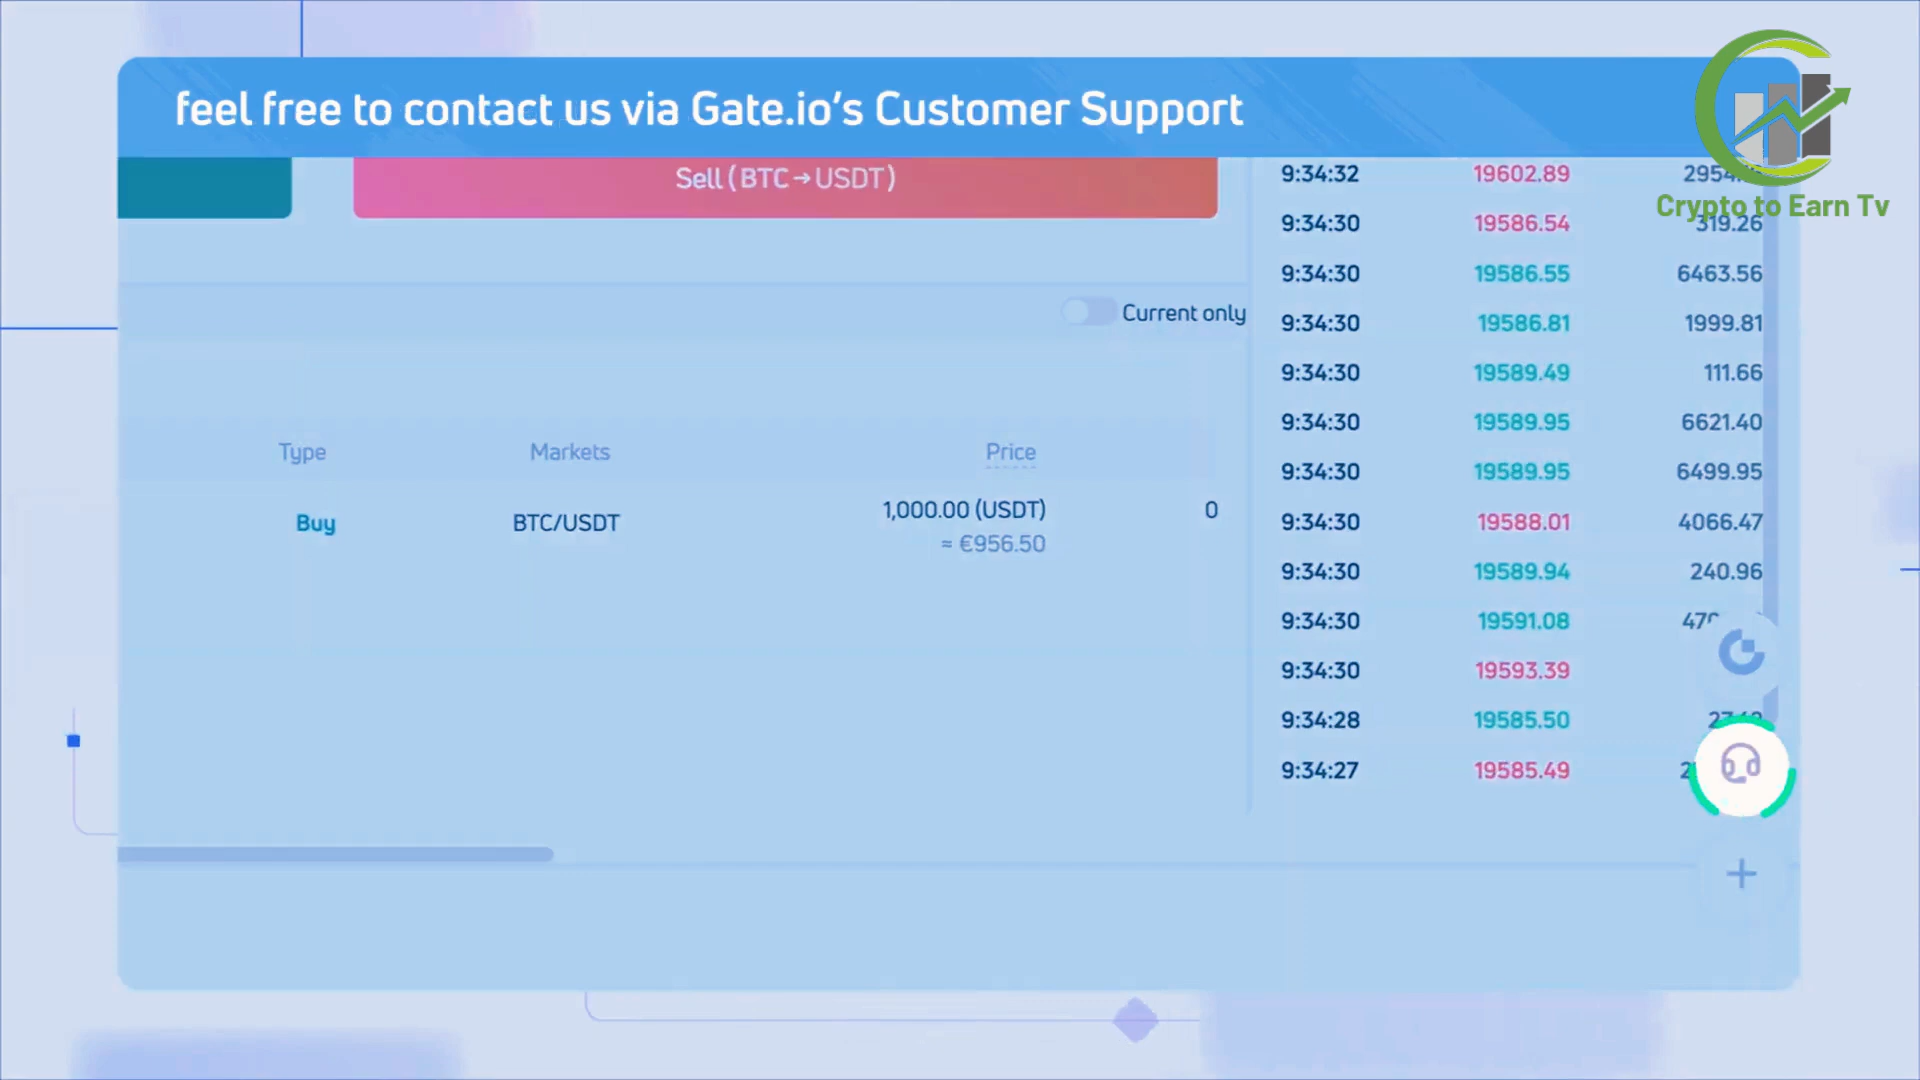 feel free to contact us via Gate.io's Customer Support
Crypto to Earn Tv
Sell (BTC→USDT)
Current only
Type Markets Price
Buy BTC/USDT 1,000.00 (USDT) 0
≈ €956.50
9:34:32 19602.89
9:34:30 19586.54 319.26
9:34:30 19586.55 6463.56
9:34:30 19586.81 1999.81
9:34:30 19589.49 111.66
9:34:30 19589.95 6621.40
9:34:30 19589.95 6499.95
9:34:30 19588.01 4066.47
9:34:30 19589.94 240.96
9:34:30 19591.08
9:34:30 19593.39
9:34:28 19585.50
9:34:27 19585.49